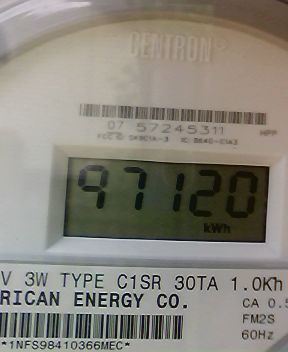 CENTRON®
07 57245311
97120
kWh
V 3W TYPE C1SR 30TA 1.0Kh
RICAN ENERGY CO.
CA 0.5
FM2S
60Hz
*1NFS98410366MEC*